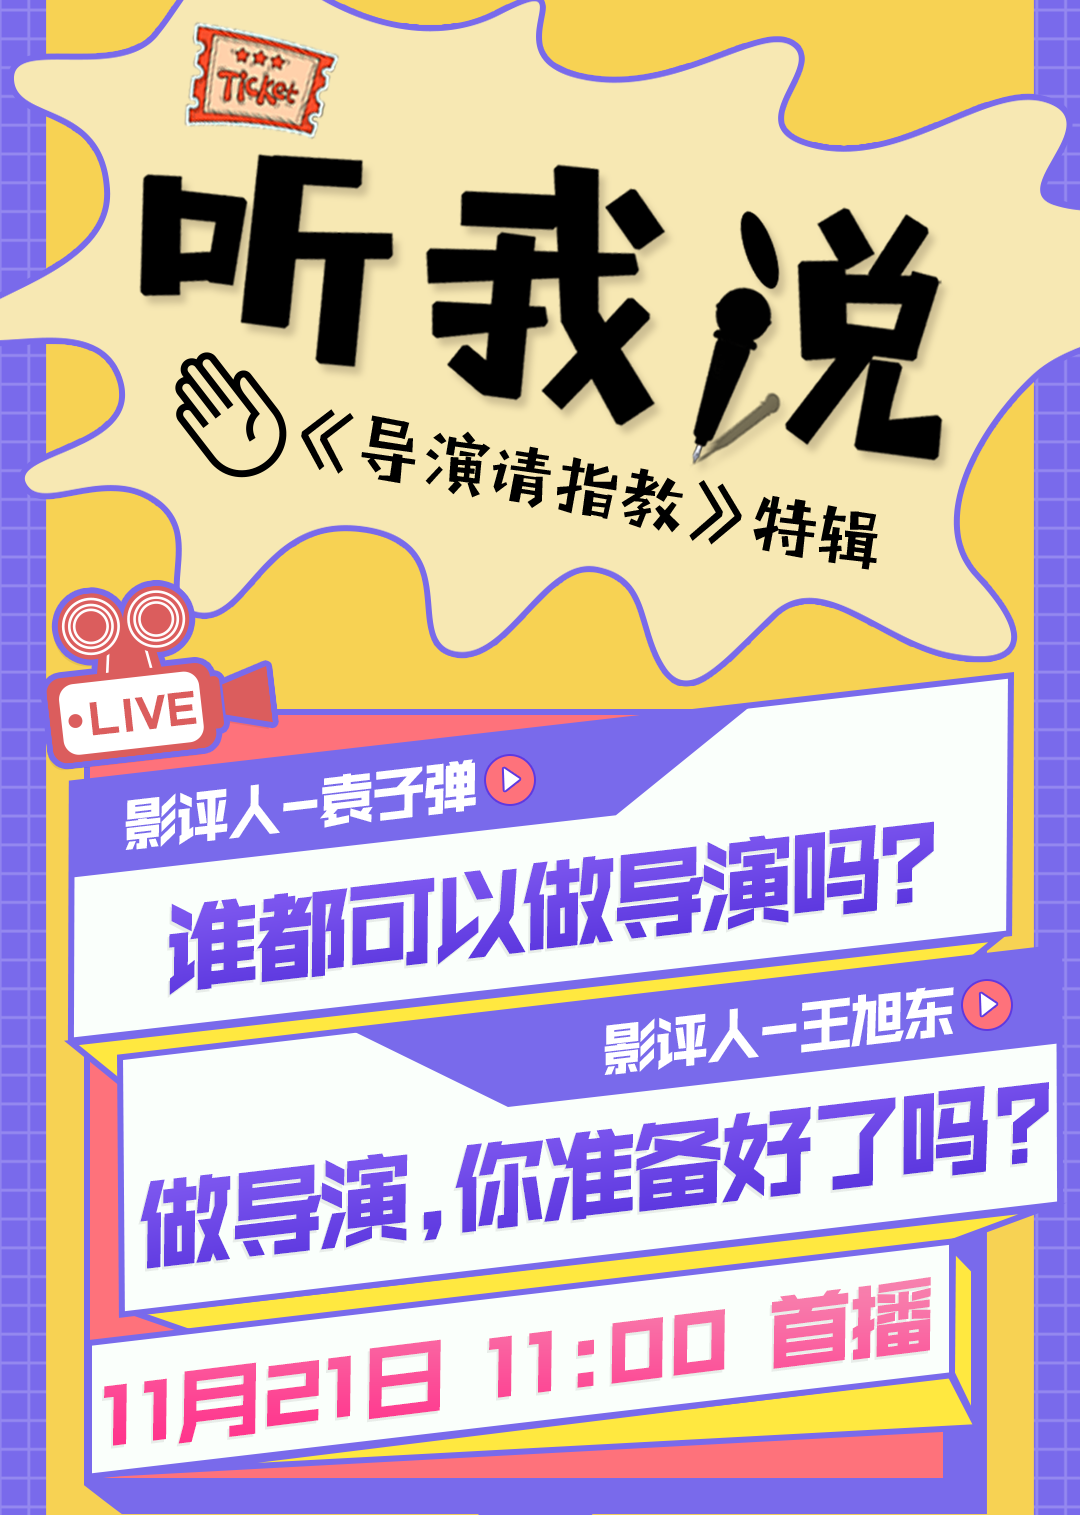 Ticket
听我说
《导演请指教》特辑
LIVE
影评人-袁子弹
谁都可以做导演吗?
影评人-王旭东
做导演,你准备好了吗?
11月21日 11:00 首播